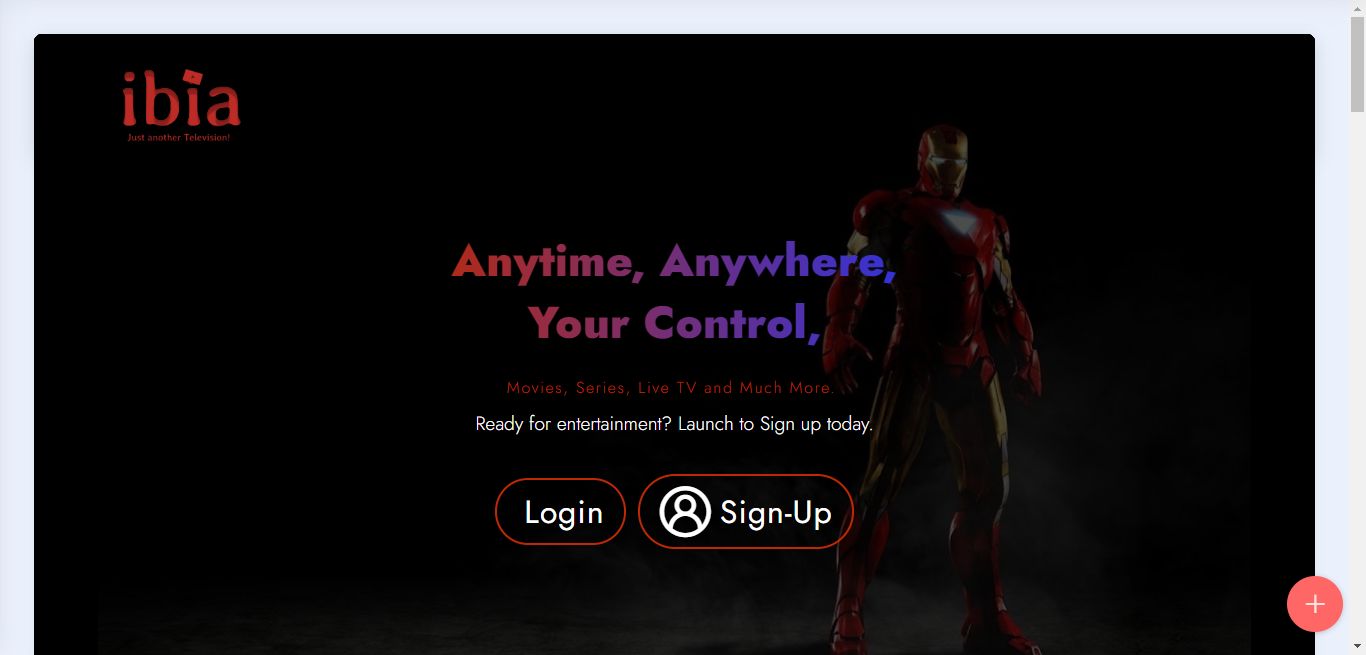 ibia
Just another Television!
Anytime, Anywhere,
Your Control,
Movies, Series, Live TV and Much More.
Ready for entertainment? Launch to Sign up today.
Login
Sign-Up